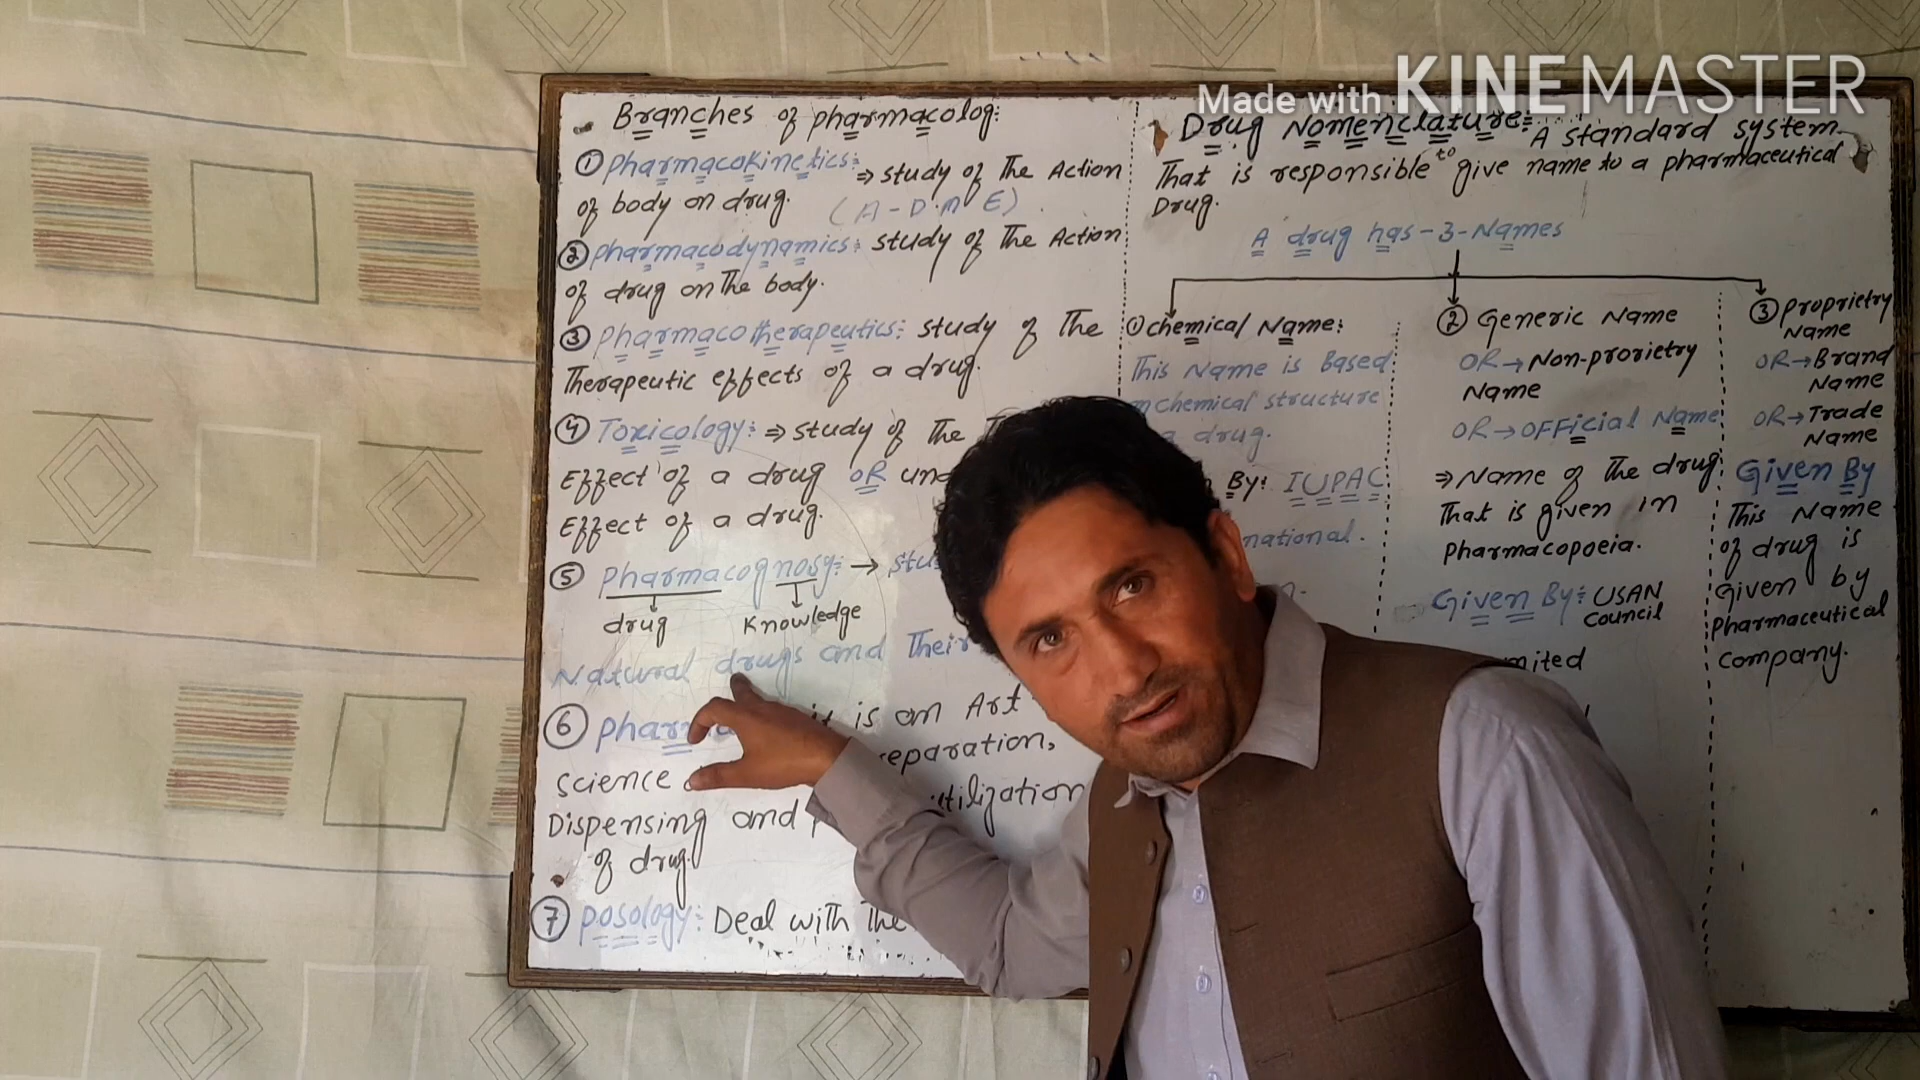 Made with KINEMASTER
Branches of pharmacolog:
① Pharmacokinetics: ⇒ study of The Action
of body on drug. (A-D.M E).
② Pharmacodynamics: study of The Action
of drug on The body.
③ Pharmacotherapeutics: study of The
Therapeutic effects of a drug.
④ Toxicology: ⇒ study of The
Effect of a drug OR
Effect of a drug.
⑤ Pharmacognosy: →
drug Knowledge
Natural drugs and Their
⑥ it is an Art
science
Dispensing and utilization
of drug.
⑦ Posology: Deal with The
Drug Nomenclature: A standard system
That is responsible to give name to a pharmaceutical
Drug.
A drug has-3-Names
① chemical Name:
This Name is Based
chemical structure
a drug.
By: IUPAC
② Generic Name
OR → Non-prorietry
Name
OR → OFFicial Name
⇒ Name of The drug
That is given in
pharmacopoeia.
Given By: USAN
Council
③ Proprietry
Name
OR → Brand
Name
OR → Trade
Name
Given By
This Name
of drug is
given by
Pharmaceutical
company.